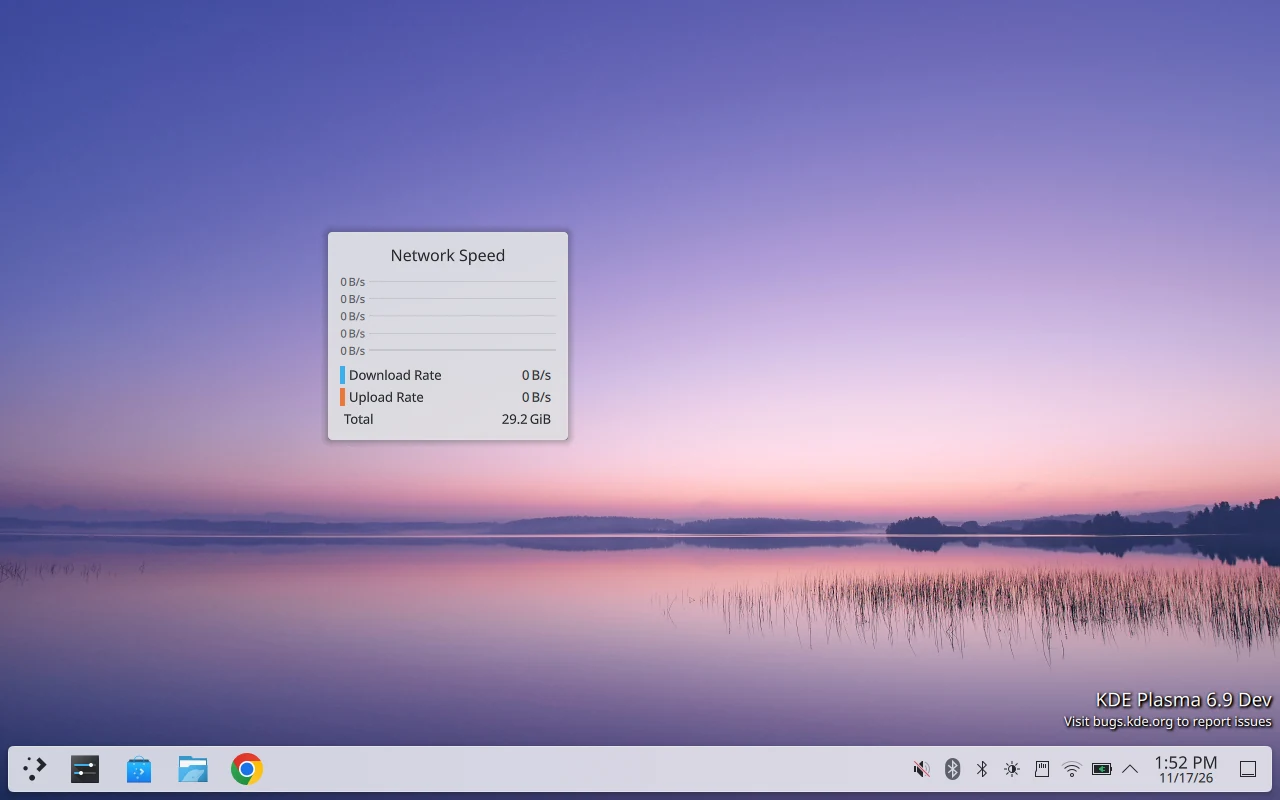 Network Speed
0 B/s
0 B/s
0 B/s
0 B/s
0 B/s
Download Rate 0 B/s
Upload Rate 0 B/s
Total 29.2 GiB
KDE Plasma 6.9 Dev
Visit bugs.kde.org to report issues
1:52 PM
11/17/26